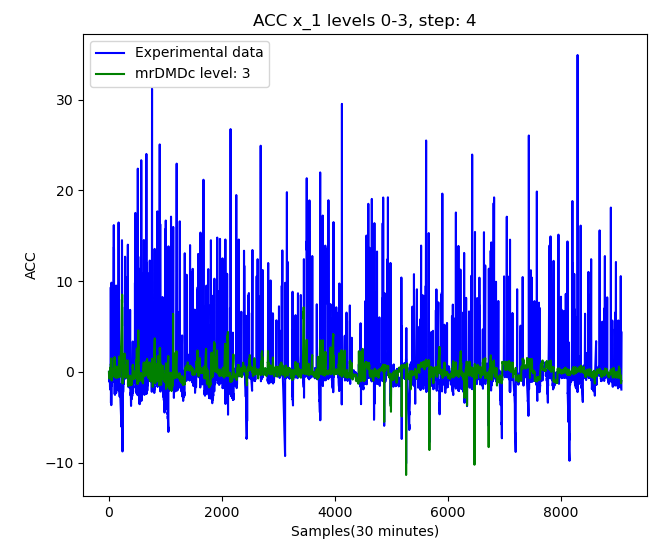 ACC x_1 levels 0-3, step: 4
Experimental data
mrDMDc level: 3
30
20
10
0
−10
ACC
0 2000 4000 6000 8000
Samples(30 minutes)